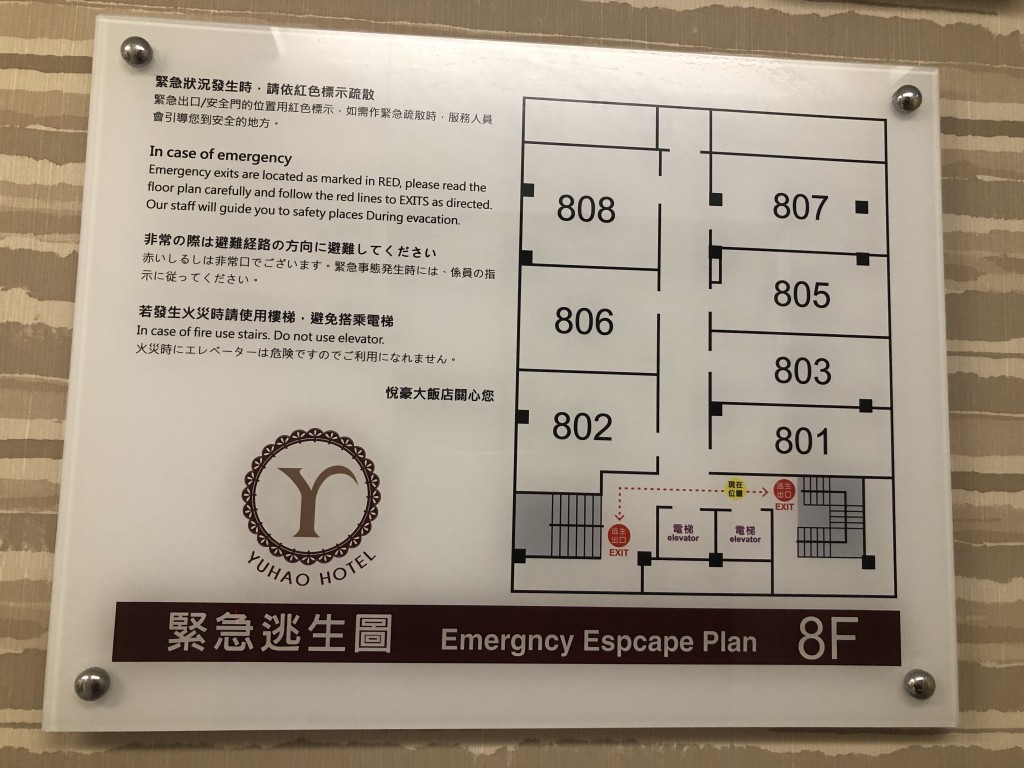 緊急狀況發生時，請依紅色標示疏散
緊急出口/安全門的位置用紅色標示，如需作緊急疏散時，服務人員
會引導您到安全的地方。
In case of emergency
Emergency exits are located as marked in RED, please read the
floor plan carefully and follow the red lines to EXITS as directed.
Our staff will guide you to safety places During evacation.
非常の際は避難経路の方向に避難してください
赤いしるしは非常口でございます。緊急事態発生時には、係員の指
示に従ってください。
若發生火災時請使用樓梯，避免搭乘電梯
In case of fire use stairs. Do not use elevator.
火災時にエレベーターは危険ですのでご利用になれません。
悅豪大飯店關心您
Y
YUHAO HOTEL
808
807
806
805
803
802
801
現在
位置
逃生
出口
EXIT
逃生
出口
EXIT
電梯
elevator
電梯
elevator
緊急逃生圖 Emergncy Espcape Plan 8F